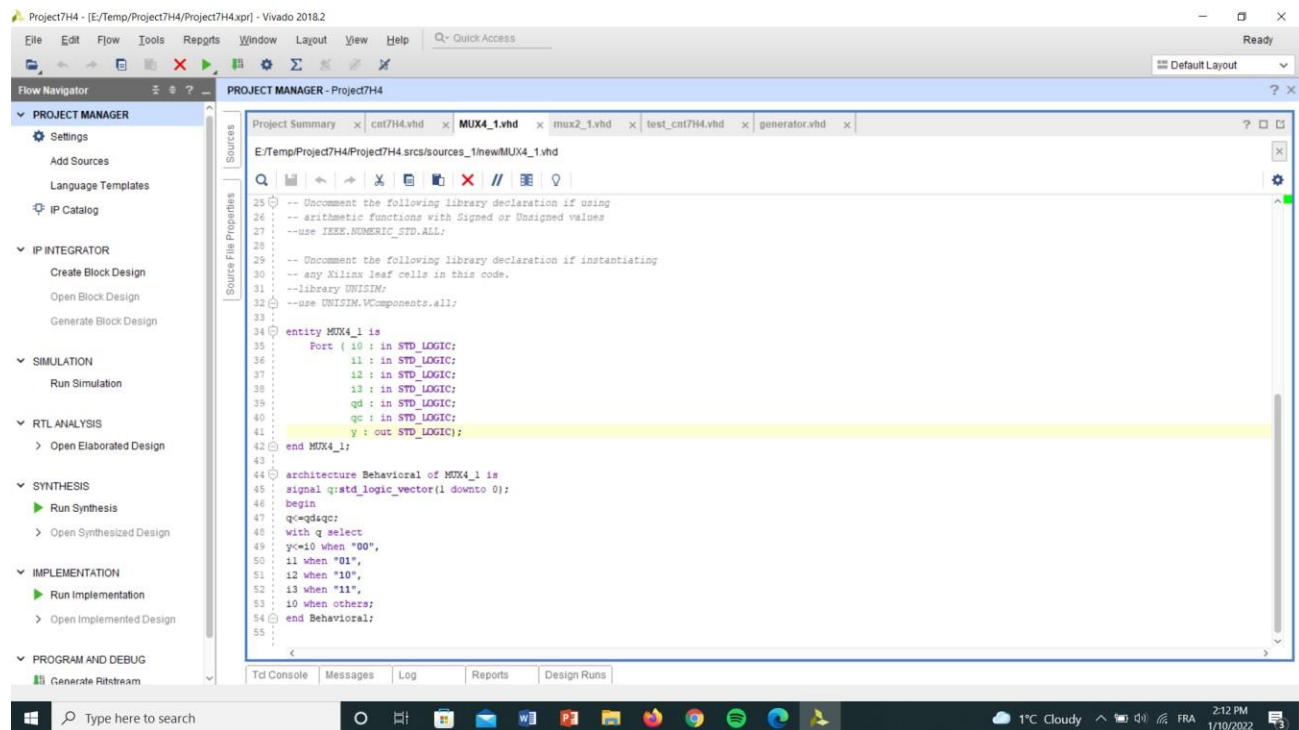 Project7H4 - [E:/Temp/Project7H4/Project7H4.xpr] - Vivado 2018.2
File Edit Flow Tools Reports Window Layout View Help Quick Access Ready
Default Layout
Flow Navigator
PROJECT MANAGER - Project7H4
PROJECT MANAGER
Settings
Add Sources
Language Templates
IP Catalog
IP INTEGRATOR
Create Block Design
Open Block Design
Generate Block Design
SIMULATION
Run Simulation
RTL ANALYSIS
Open Elaborated Design
SYNTHESIS
Run Synthesis
Open Synthesized Design
IMPLEMENTATION
Run Implementation
Open Implemented Design
PROGRAM AND DEBUG
Generate Bitstream
Sources
Source File Properties
Project Summary cnt7H4.vhd MUX4_1.vhd mux2_1.vhd test_cnt7H4.vhd generator.vhd
E:/Temp/Project7H4/Project7H4.srcs/sources_1/new/MUX4_1.vhd
25 -- Uncomment the following library declaration if using
26 -- arithmetic functions with Signed or Unsigned values
27 --use IEEE.NUMERIC_STD.ALL;
28
29 -- Uncomment the following library declaration if instantiating
30 -- any Xilinx leaf cells in this code.
31 --library UNISIM;
32 --use UNISIM.VComponents.all;
33
34 entity MUX4_1 is
35 Port ( i0 : in STD_LOGIC;
36 i1 : in STD_LOGIC;
37 i2 : in STD_LOGIC;
38 i3 : in STD_LOGIC;
39 qd : in STD_LOGIC;
40 qc : in STD_LOGIC;
41 y : out STD_LOGIC);
42 end MUX4_1;
43
44 architecture Behavioral of MUX4_1 is
45 signal q:std_logic_vector(1 downto 0);
46 begin
47 q<=qd&qc;
48 with q select
49 y<=i0 when "00",
50 i1 when "01",
51 i2 when "10",
52 i3 when "11",
53 i0 when others;
54 end Behavioral;
55
Tcl Console Messages Log Reports Design Runs
Type here to search
1°C Cloudy FRA 2:12 PM
1/10/2022